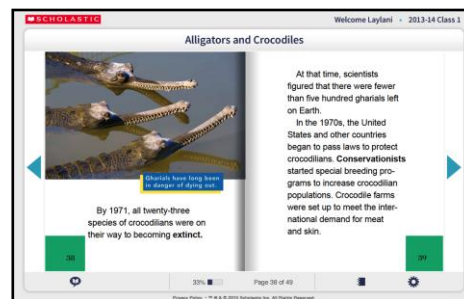 SCHOLASTIC
Welcome Laylani • 2013-14 Class 1
Alligators and Crocodiles
Gharials have long been
in danger of dying out.
By 1971, all twenty-three
species of crocodilians were on
their way to becoming extinct.
38
At that time, scientists
figured that there were fewer
than five hundred gharials left
on Earth.
In the 1970s, the United
States and other countries
began to pass laws to protect
crocodilians. Conservationists
started special breeding pro-
grams to increase crocodilian
populations. Crocodile farms
were set up to meet the inter-
national demand for meat
and skin.
39
33%
Page 38 of 49